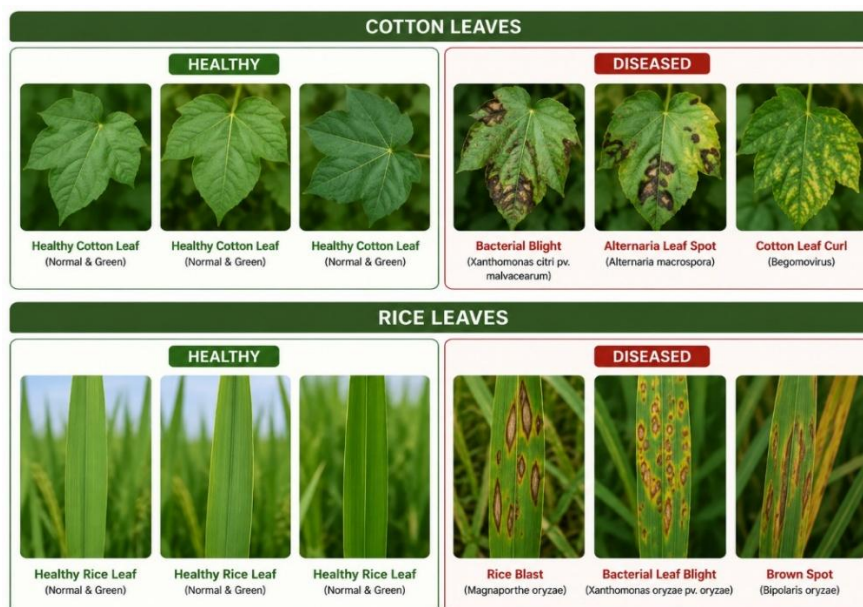 COTTON LEAVES
HEALTHY
Healthy Cotton Leaf
(Normal & Green)
Healthy Cotton Leaf
(Normal & Green)
Healthy Cotton Leaf
(Normal & Green)
DISEASED
Bacterial Blight
(Xanthomonas citri pv.
malvacearum)
Alternaria Leaf Spot
(Alternaria macrospora)
Cotton Leaf Curl
(Begomovirus)
RICE LEAVES
HEALTHY
Healthy Rice Leaf
(Normal & Green)
Healthy Rice Leaf
(Normal & Green)
Healthy Rice Leaf
(Normal & Green)
DISEASED
Rice Blast
(Magnaporthe oryzae)
Bacterial Leaf Blight
(Xanthomonas oryzae pv. oryzae)
Brown Spot
(Bipolaris oryzae)